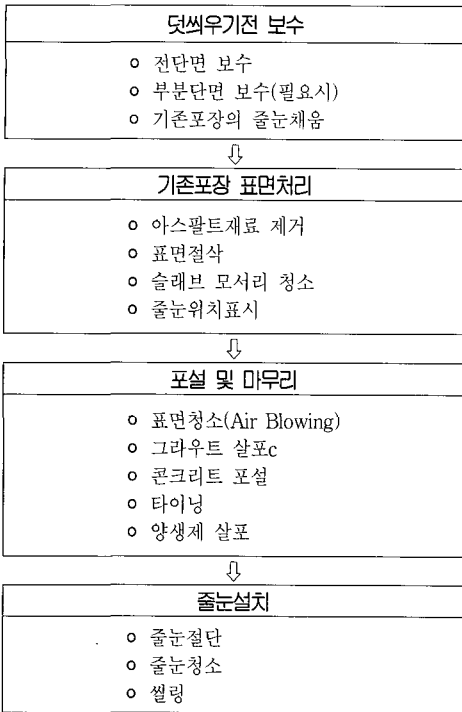 덧씌우기전 보수
o 전단면 보수
o 부분단면 보수(필요시)
o 기존포장의 줄눈채움
⇩
기존포장 표면처리
o 아스팔트재료 제거
o 표면절삭
o 슬래브 모서리 청소
o 줄눈위치표시
⇩
포설 및 마무리
o 표면청소(Air Blowing)
o 그라우트 살포c
o 콘크리트 포설
o 타이닝
o 양생제 살포
⇩
줄눈설치
o 줄눈절단
o 줄눈청소
o 씰링